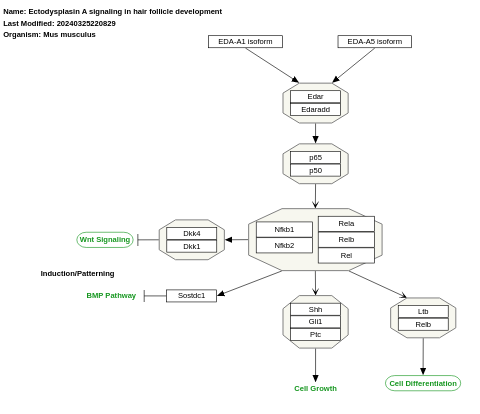 Name: Ectodysplasin A signaling in hair follicle development
Last Modified: 20240325220829
Organism: Mus musculus
EDA-A1 isoform
EDA-A5 isoform
Edar
Edaradd
p65
p50
Nfkb1
Nfkb2
Rela
Relb
Rel
Dkk4
Dkk1
Wnt Signaling
Induction/Patterning
BMP Pathway
Sostdc1
Shh
Gli1
Ptc
Ltb
Relb
Cell Growth
Cell Differentiation